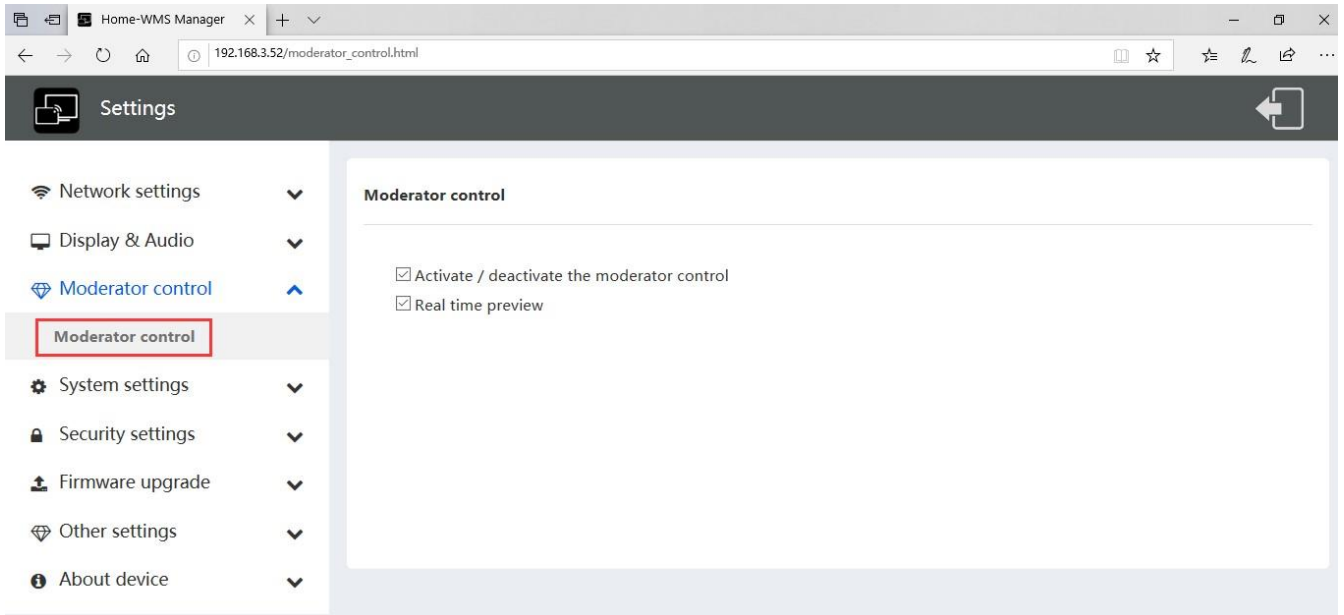 Home-WMS Manager
192.168.3.52/moderator_control.html
Settings
Network settings
Display & Audio
Moderator control
Moderator control
System settings
Security settings
Firmware upgrade
Other settings
About device
Moderator control
Activate / deactivate the moderator control
Real time preview